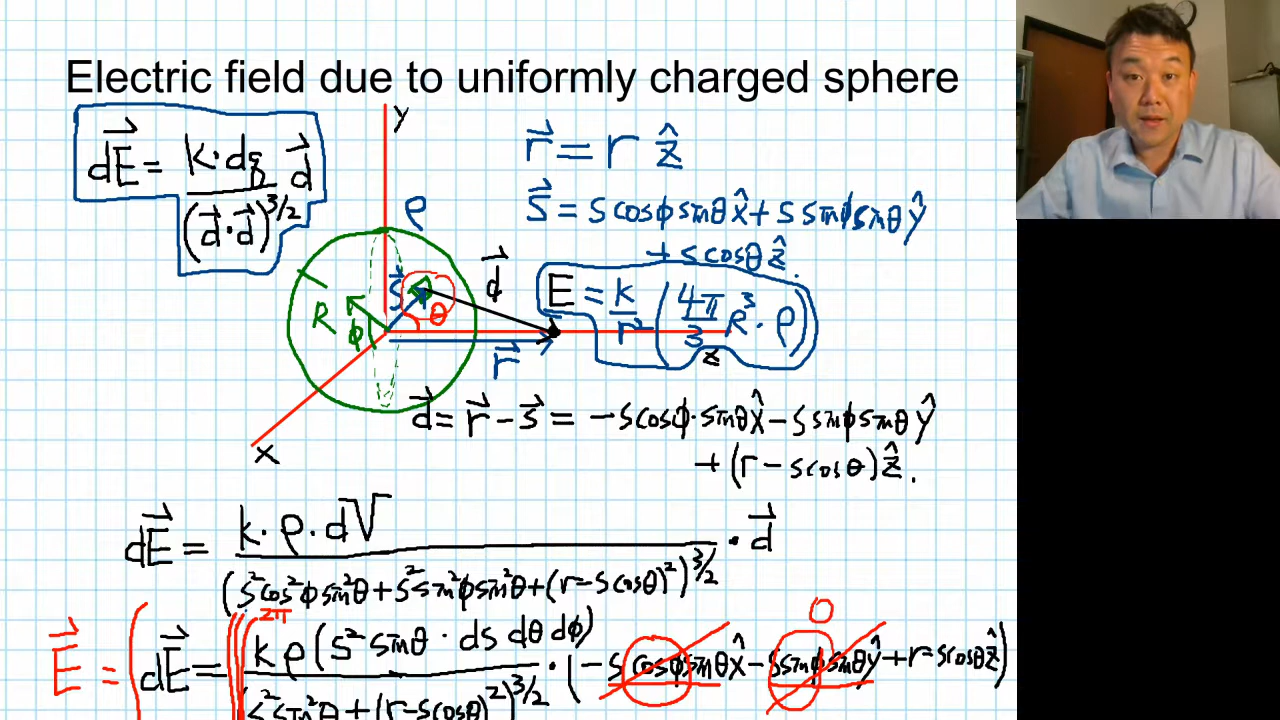 Electric field due to uniformly charged sphere
y
dE⃗ = k·dq / (d⃗·d⃗)^3/2 d⃗
r⃗ = r ẑ
s⃗ = s cosϕ sinθ x̂ + s sinϕ sinθ ŷ
+ s cosθ ẑ.
ρ
R ϕ s⃗ θ d⃗ r⃗
E = k/r² (4π/3 R³·ρ)
z
x
d⃗ = r⃗ − s⃗ = −s cosϕ·sinθ x̂ − s sinϕ sinθ ŷ
+ (r − s cosθ) ẑ.
dE⃗ = k·ρ·dV / (s² cos²ϕ sin²θ + s² sin²ϕ sin²θ + (r − s cosθ)²)^3/2 · d⃗
2π 0
E⃗ = ∫ dE⃗ = ∫∫∫ kρ (s² sinθ · ds dθ dϕ) / (s² sin²θ + (r − s cosθ)²)^3/2 · (−s cosϕ sinθ x̂ − s sinϕ sinθ ŷ + r − s cosθ ẑ)